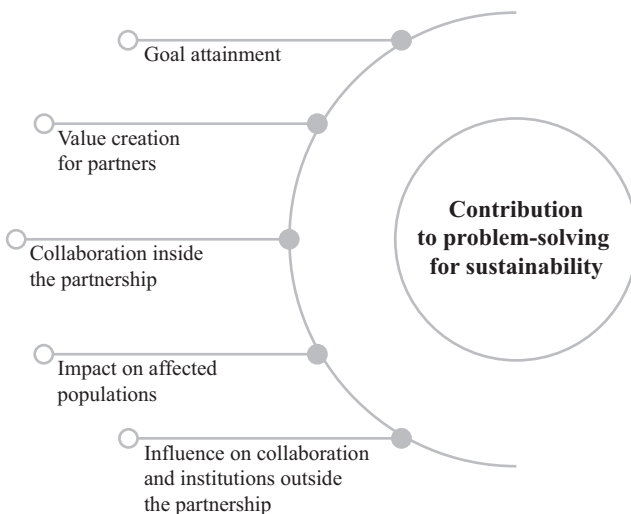 Goal attainment
Value creation
for partners
Contribution
to problem-solving
for sustainability
Collaboration inside
the partnership
Impact on affected
populations
Influence on collaboration
and institutions outside
the partnership